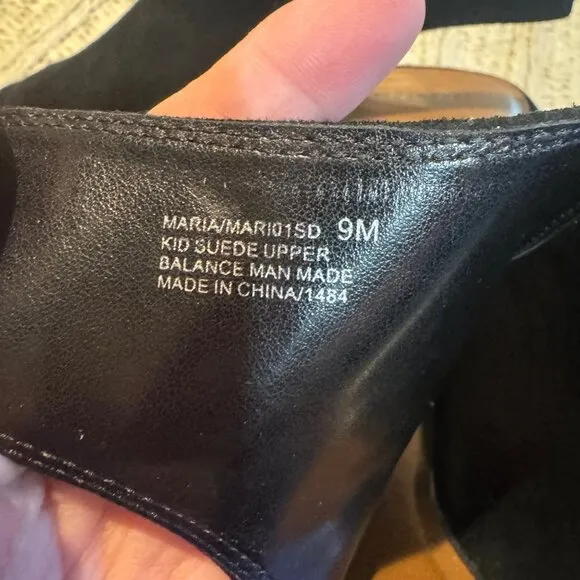 MARIA/MARI01SD 9M
KID SUEDE UPPER
BALANCE MAN MADE
MADE IN CHINA/1484